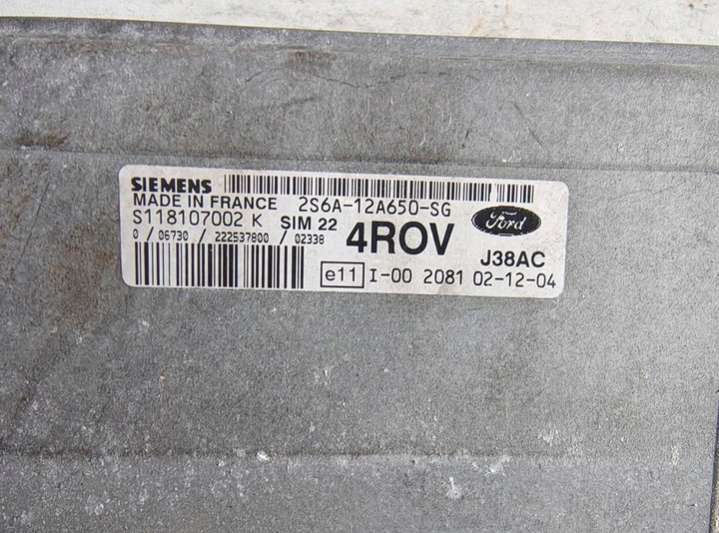 SIEMENS
MADE IN FRANCE 2S6A-12A650-SG
S118107002 K SIM 22 4ROV Ford
0 / 06730 / 222537800 / 02338 J38AC
e11 I-00 2081 02-12-04